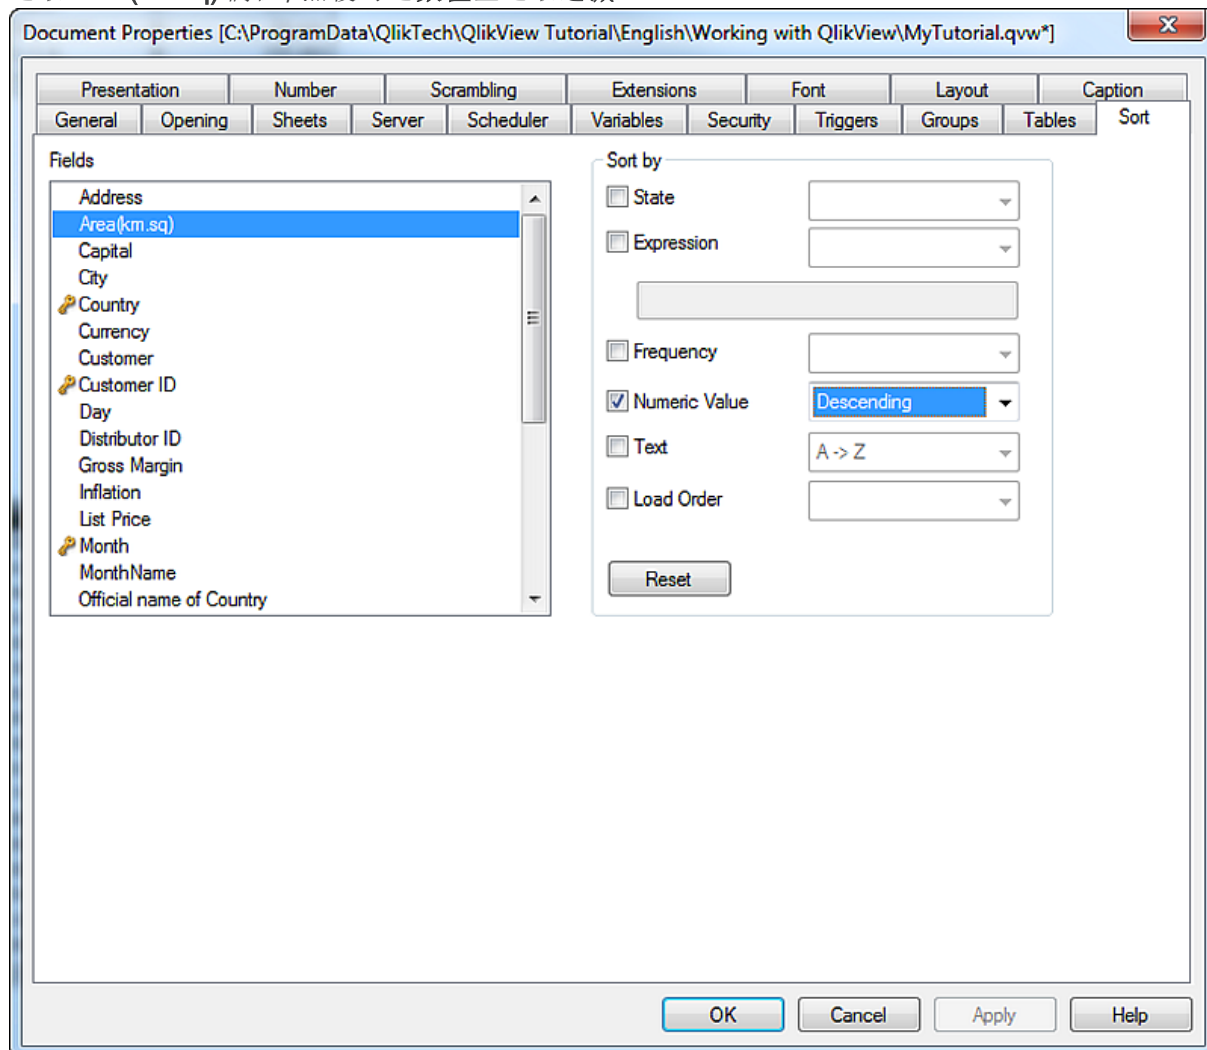 Document Properties [C:\ProgramData\QlikTech\QlikView Tutorial\English\Working with QlikView\MyTutorial.qvw*]
Presentation Number Scrambling Extensions Font Layout Caption
General Opening Sheets Server Scheduler Variables Security Triggers Groups Tables Sort
Fields
Address
Area(km.sq)
Capital
City
Country
Currency
Customer
Customer ID
Day
Distributor ID
Gross Margin
Inflation
List Price
Month
MonthName
Official name of Country
Sort by
State
Expression
Frequency
Numeric Value Descending
Text A -> Z
Load Order
Reset
OK Cancel Apply Help